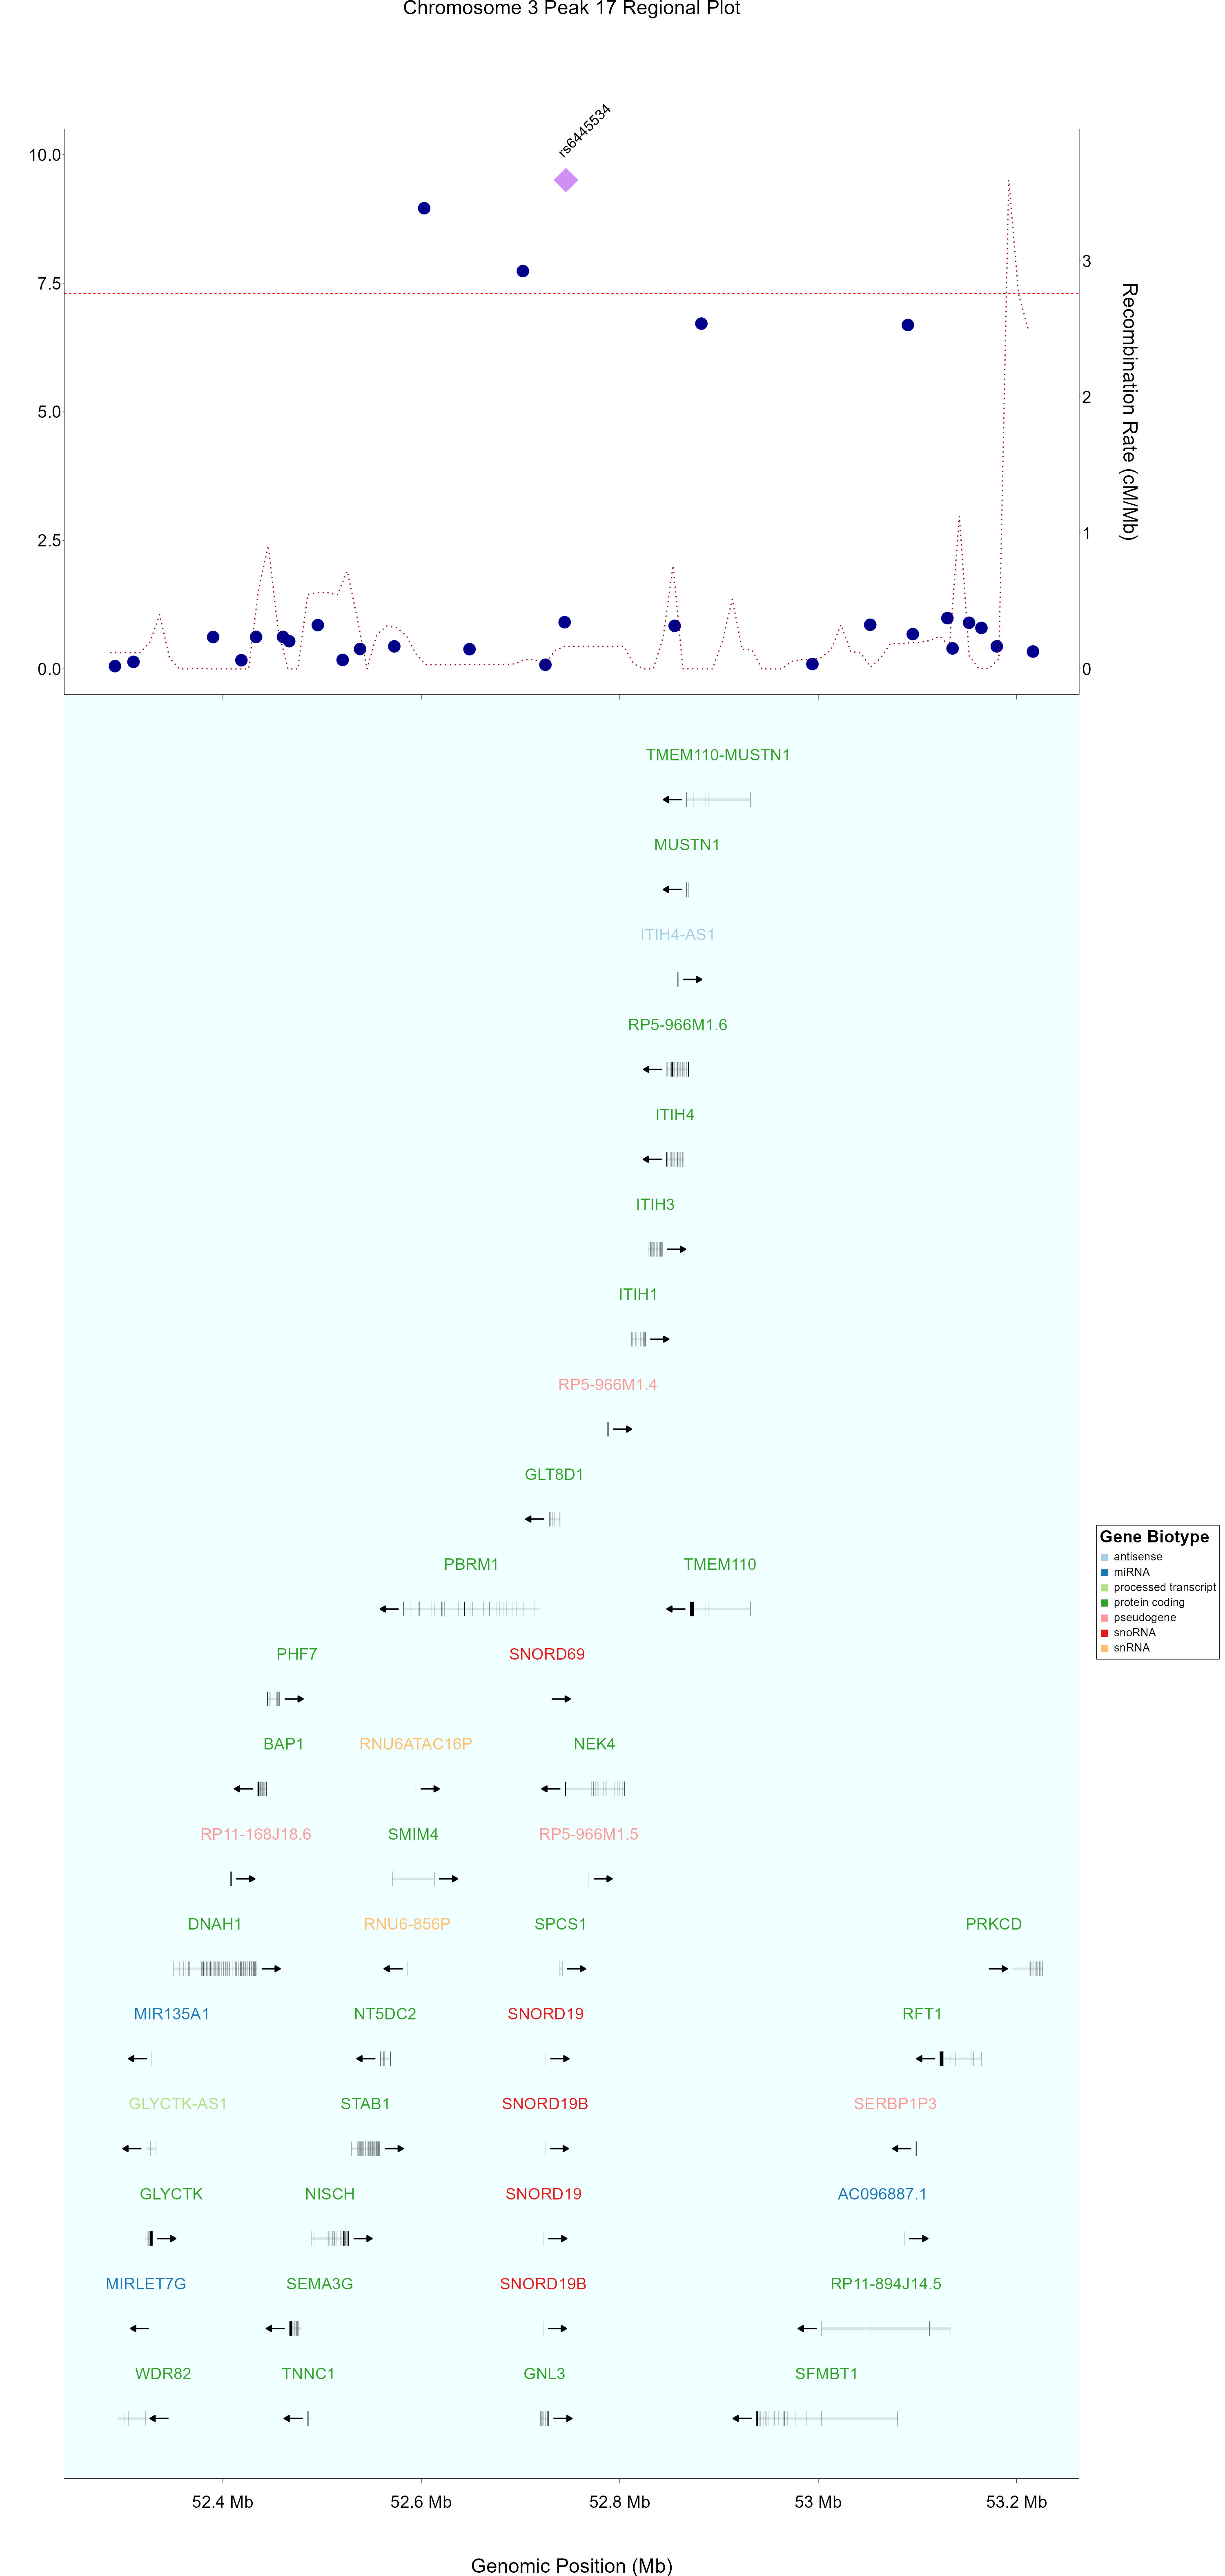 Chromosome 3 Peak 17 Regional Plot
rs6445534
10.0
7.5
5.0
2.5
0.0
3
2
1
0
Recombination Rate (cM/Mb)
TMEM110-MUSTN1
MUSTN1
ITIH4-AS1
RP5-966M1.6
ITIH4
ITIH3
ITIH1
RP5-966M1.4
GLT8D1
PBRM1 TMEM110
PHF7 SNORD69
BAP1 RNU6ATAC16P NEK4
RP11-168J18.6 SMIM4 RP5-966M1.5
DNAH1 RNU6-856P SPCS1 PRKCD
MIR135A1 NT5DC2 SNORD19 RFT1
GLYCTK-AS1 STAB1 SNORD19B SERBP1P3
GLYCTK NISCH SNORD19 AC096887.1
MIRLET7G SEMA3G SNORD19B RP11-894J14.5
WDR82 TNNC1 GNL3 SFMBT1
Gene Biotype
antisense
miRNA
processed transcript
protein coding
pseudogene
snoRNA
snRNA
52.4 Mb 52.6 Mb 52.8 Mb 53 Mb 53.2 Mb
Genomic Position (Mb)